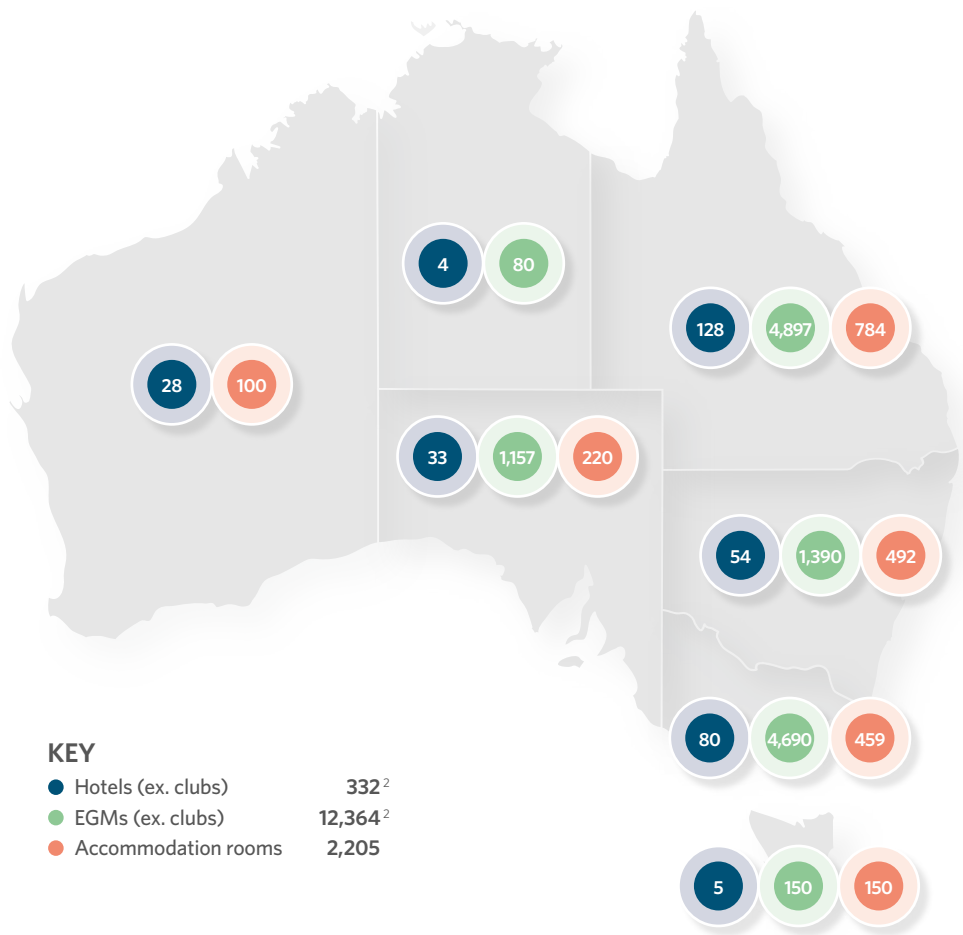 4 80
128 4,897 784
28 100
33 1,157 220
54 1,390 492
80 4,690 459
KEY
Hotels (ex. clubs) 332 2
EGMs (ex. clubs) 12,364 2
Accommodation rooms 2,205
5 150 150